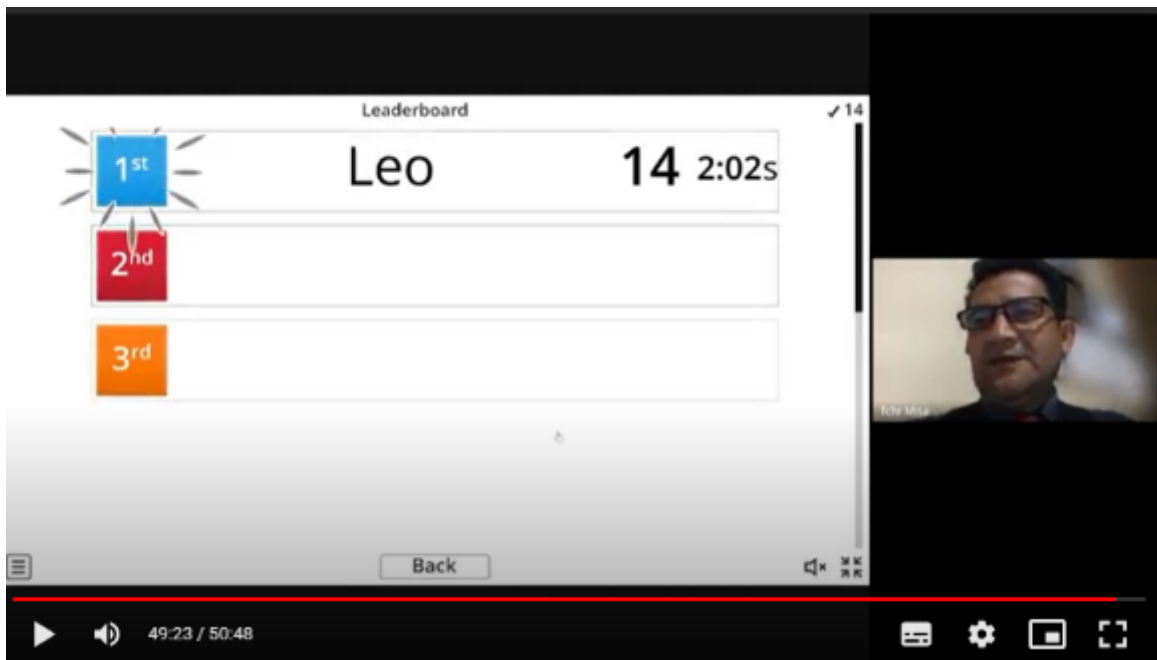 Leaderboard
✓ 14
1st Leo 14 2:02s
2nd
3rd
Tchr Misa
Back
49:23 / 50:48